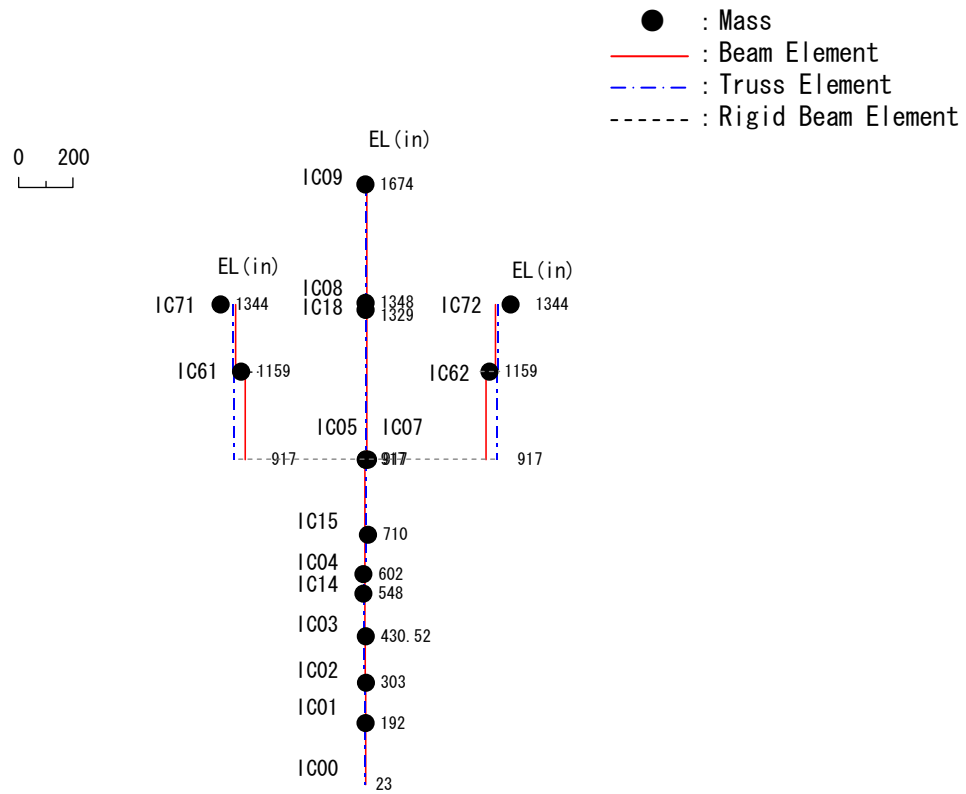 : Mass
: Beam Element
: Truss Element
: Rigid Beam Element
0 200
EL(in)
IC09 1674
EL(in)
EL(in)
IC08 1348
IC71 1344
IC72 1344
IC18 1329
IC61 1159
IC62 1159
IC05 IC07
917
917
917
917
IC15 710
IC04 602
IC14 548
IC03 430.52
IC02 303
IC01 192
IC00 23